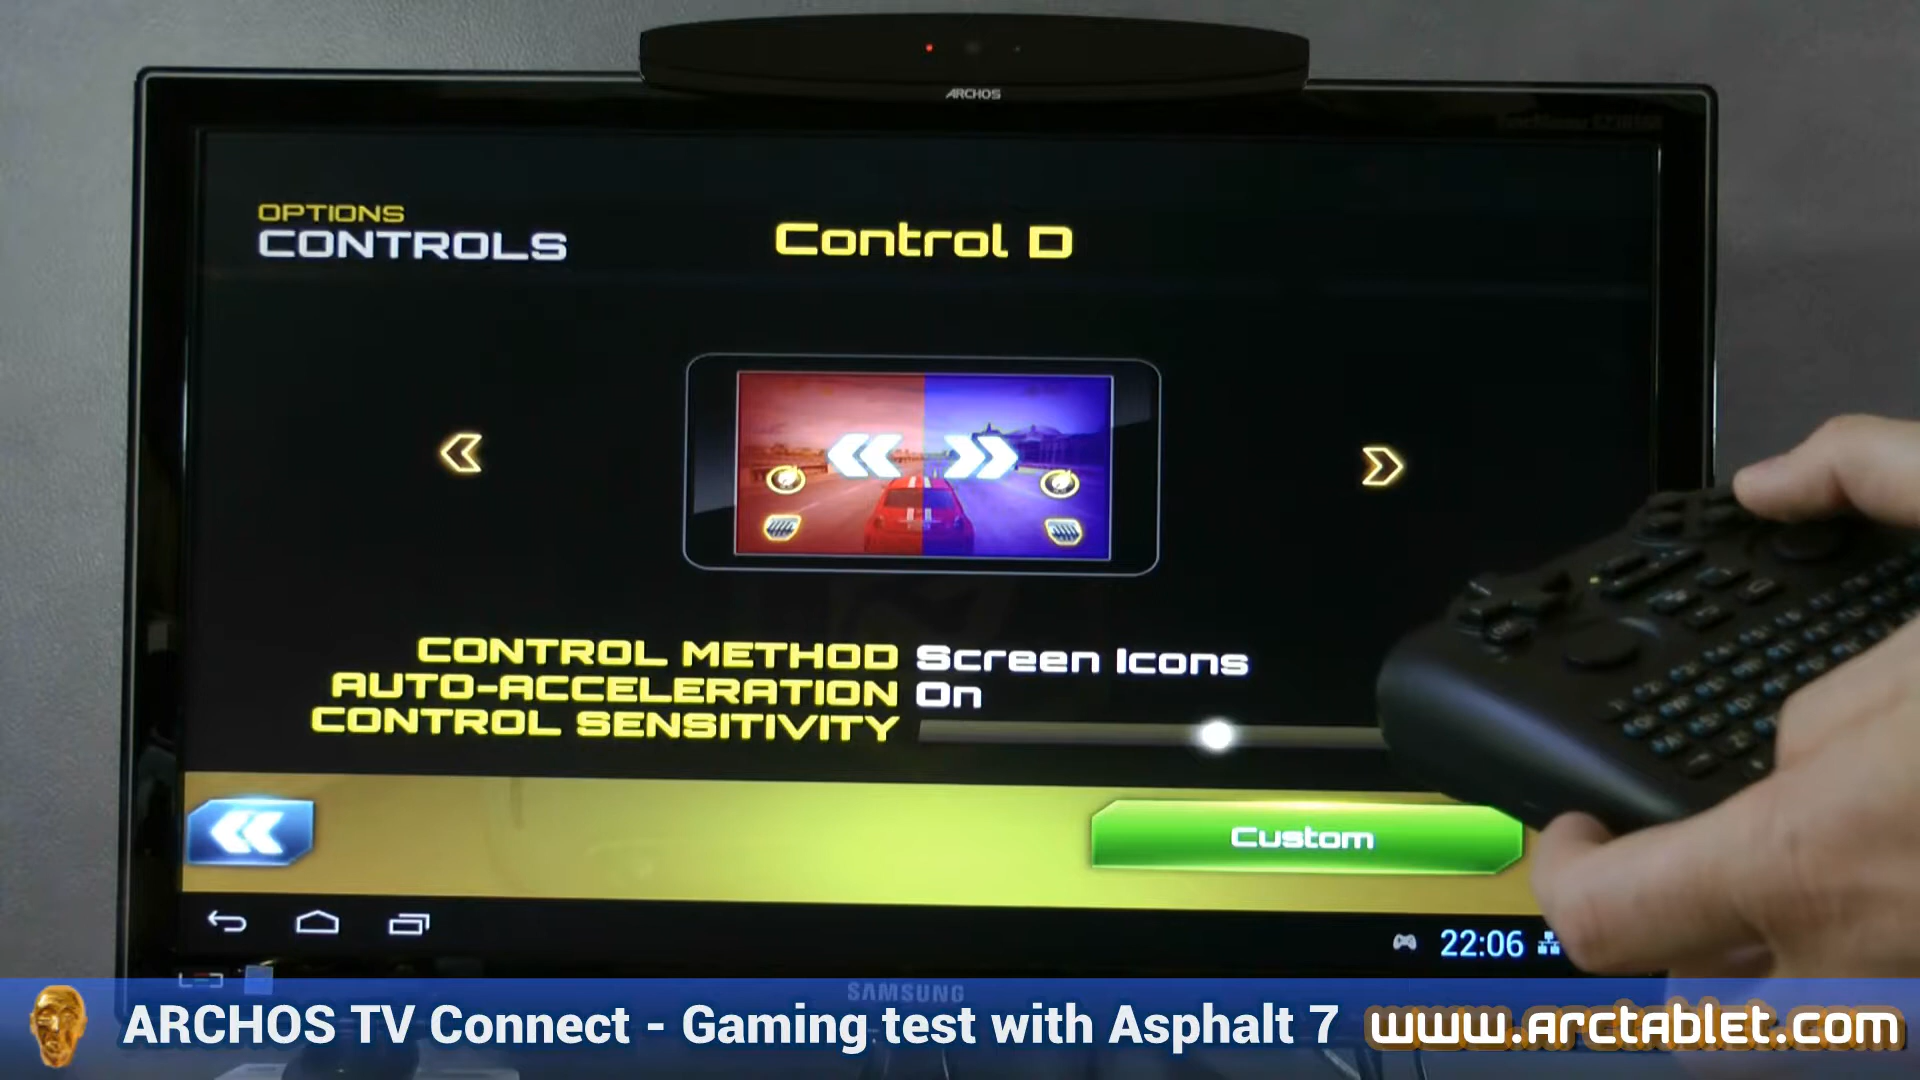 ARCHOS
OPTIONS
CONTROLS
Control D
CONTROL METHOD Screen Icons
AUTO-ACCELERATION On
CONTROL SENSITIVITY
Custom
22:06
LED
SAMSUNG
ARCHOS TV Connect - Gaming test with Asphalt 7
www.arctablet.com